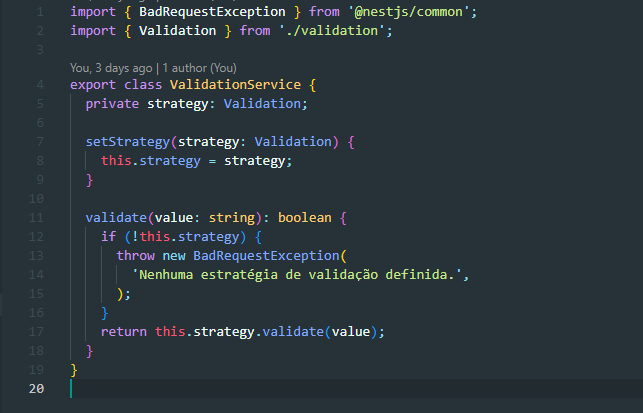 1 import { BadRequestException } from '@nestjs/common';
2 import { Validation } from './validation';
3
You, 3 days ago | 1 author (You)
4 export class ValidationService {
5   private strategy: Validation;
6
7   setStrategy(strategy: Validation) {
8     this.strategy = strategy;
9   }
10
11   validate(value: string): boolean {
12     if (!this.strategy) {
13       throw new BadRequestException(
14         'Nenhuma estratégia de validação definida.',
15       );
16     }
17     return this.strategy.validate(value);
18   }
19 }
20